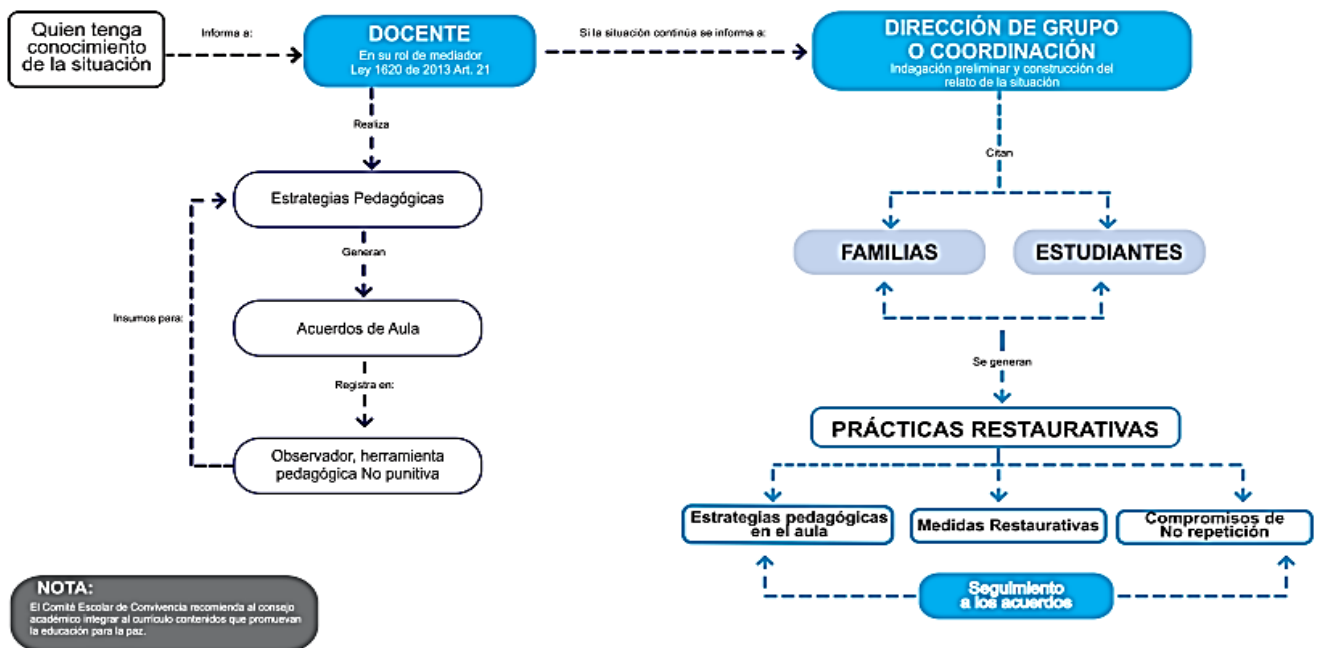 Quien tenga
conocimiento
de la situación
Informa a:
DOCENTE
En su rol de mediador
Ley 1620 de 2013 Art. 21
Si la situación continúa se informa a:
DIRECCIÓN DE GRUPO
O COORDINACIÓN
Indagación preliminar y construcción del
relato de la situación
Realiza
Estrategias Pedagógicas
Generan
Acuerdos de Aula
Insumos para:
Registra en:
Observador, herramienta
pedagógica No punitiva
Citan
FAMILIAS
ESTUDIANTES
Se generan
PRÁCTICAS RESTAURATIVAS
Estrategias pedagógicas
en el aula
Medidas Restaurativas
Compromisos de
No repetición
Seguimiento
a los acuerdos
NOTA:
El Comité Escolar de Convivencia recomienda al consejo
académico integrar al currículo contenidos que promuevan
la educación para la paz.